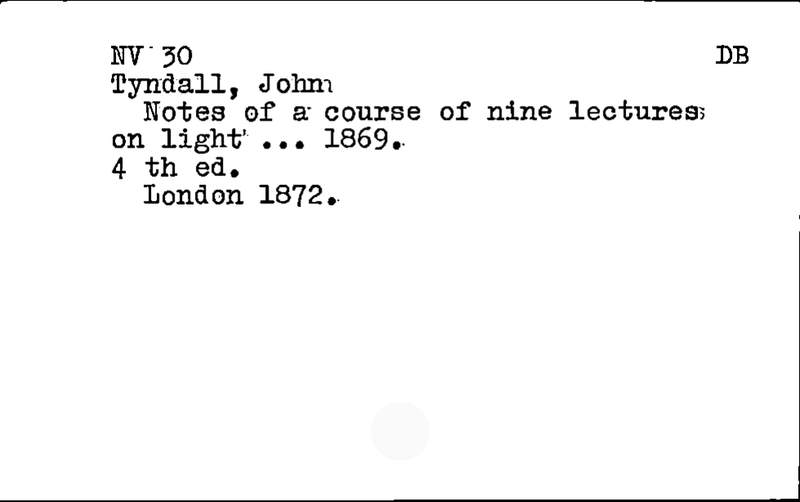 NV 30 DB
Tyndall, John
Notes of a course of nine lectures
on light ... 1869.
4 th ed.
London 1872.